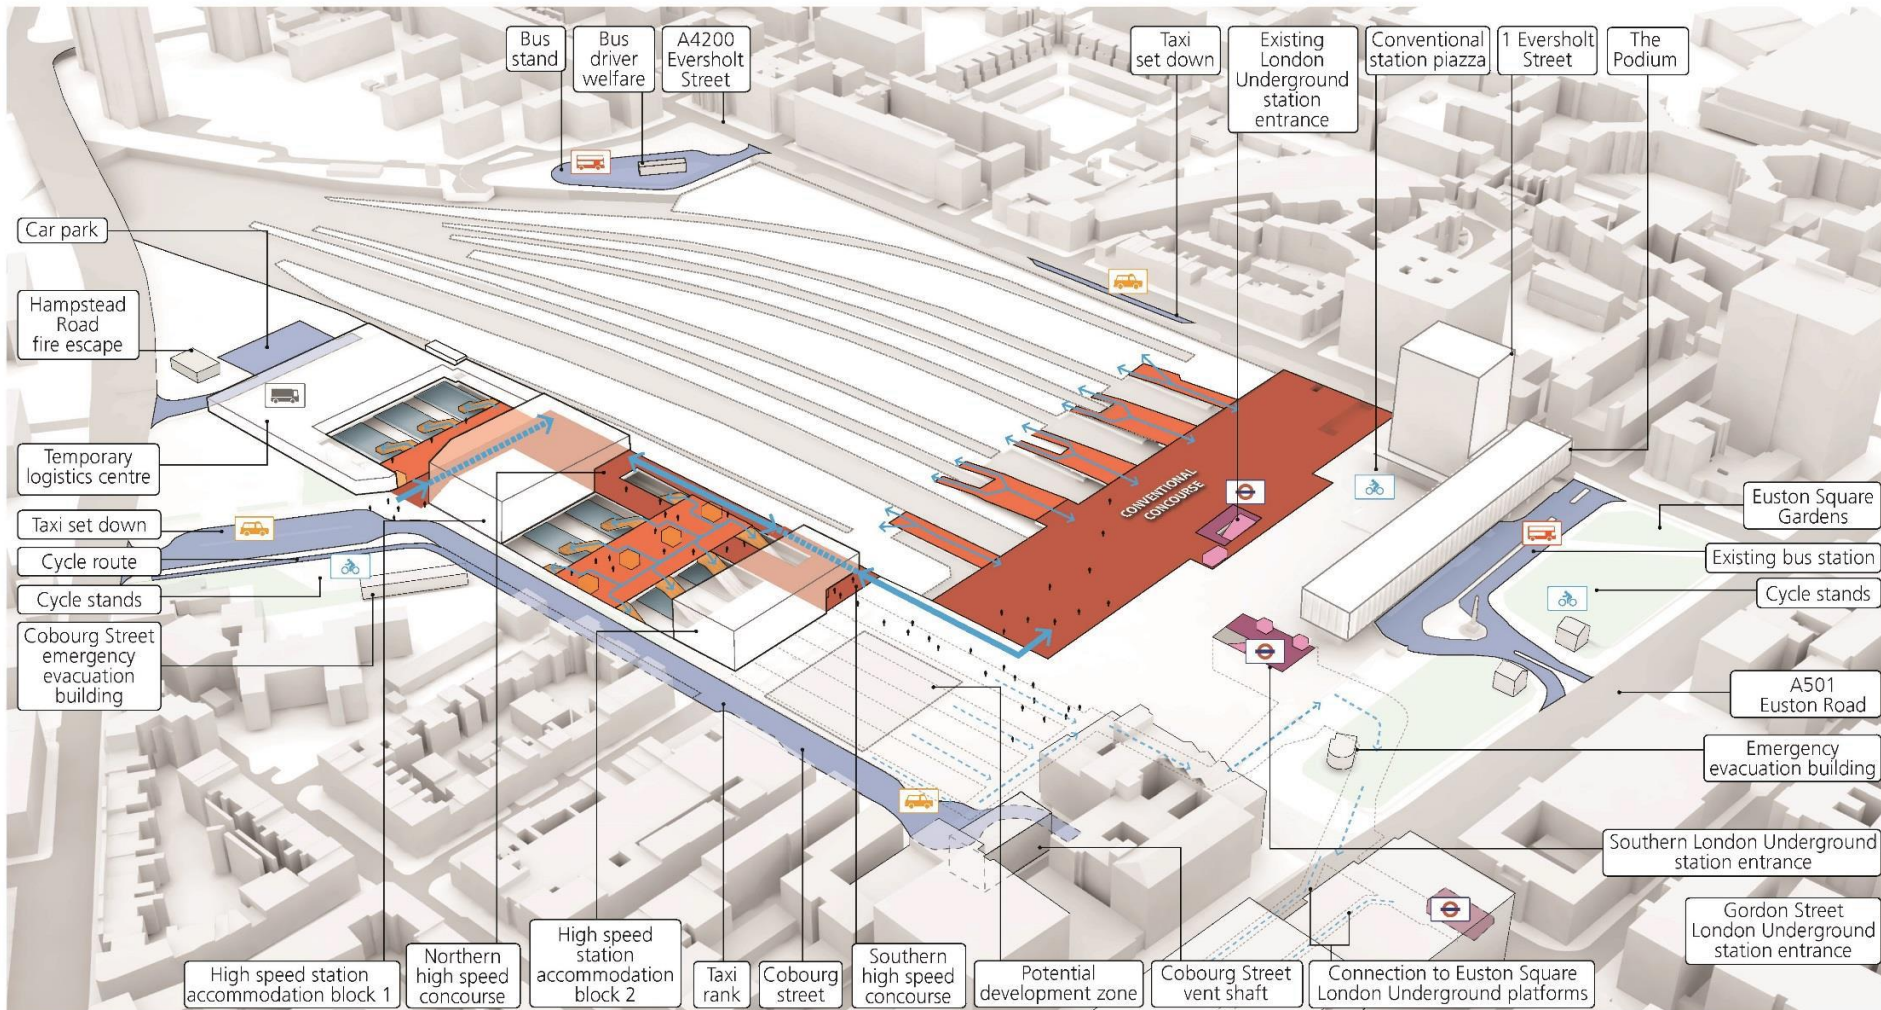 Bus
stand
Bus
driver
welfare
A4200
Eversholt
Street
Taxi
set down
Existing
London
Underground
station
entrance
Conventional
station piazza
1 Eversholt
Street
The
Podium
Car park
Hampstead
Road
fire escape
Temporary
logistics centre
Taxi set down
Cycle route
Cycle stands
Cobourg Street
emergency
evacuation
building
CONVENTIONAL
CONCOURSE
Euston Square
Gardens
Existing bus station
Cycle stands
A501
Euston Road
Emergency
evacuation building
Southern London Underground
station entrance
Gordon Street
London Underground
station entrance
High speed station
accommodation block 1
Northern
high speed
concourse
High speed
station
accommodation
block 2
Taxi
rank
Cobourg
street
Southern
high speed
concourse
Potential
development zone
Cobourg Street
vent shaft
Connection to Euston Square
London Underground platforms